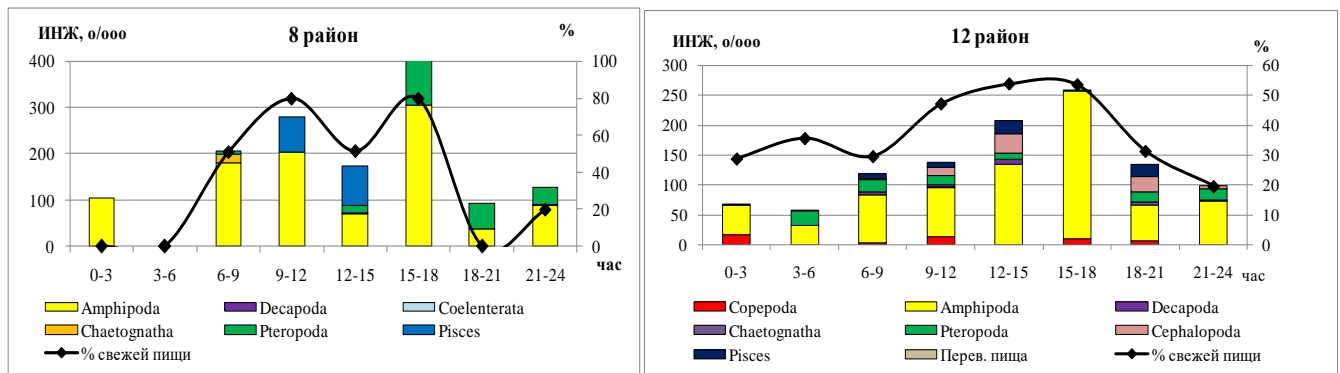 ИНЖ, о/ооо 8 район %
400 100
300 80
200 60
100 40
0 20
0
0-3 3-6 6-9 9-12 12-15 15-18 18-21 21-24 час
Amphipoda Decapoda Coelenterata
Chaetognatha Pteropoda Pisces
% свежей пищи
ИНЖ, о/ооо 12 район %
300 60
250 50
200 40
150 30
100 20
50 10
0 0
0-3 3-6 6-9 9-12 12-15 15-18 18-21 21-24 час
Copepoda Amphipoda Decapoda
Chaetognatha Pteropoda Cephalopoda
Pisces Перев. пища % свежей пищи